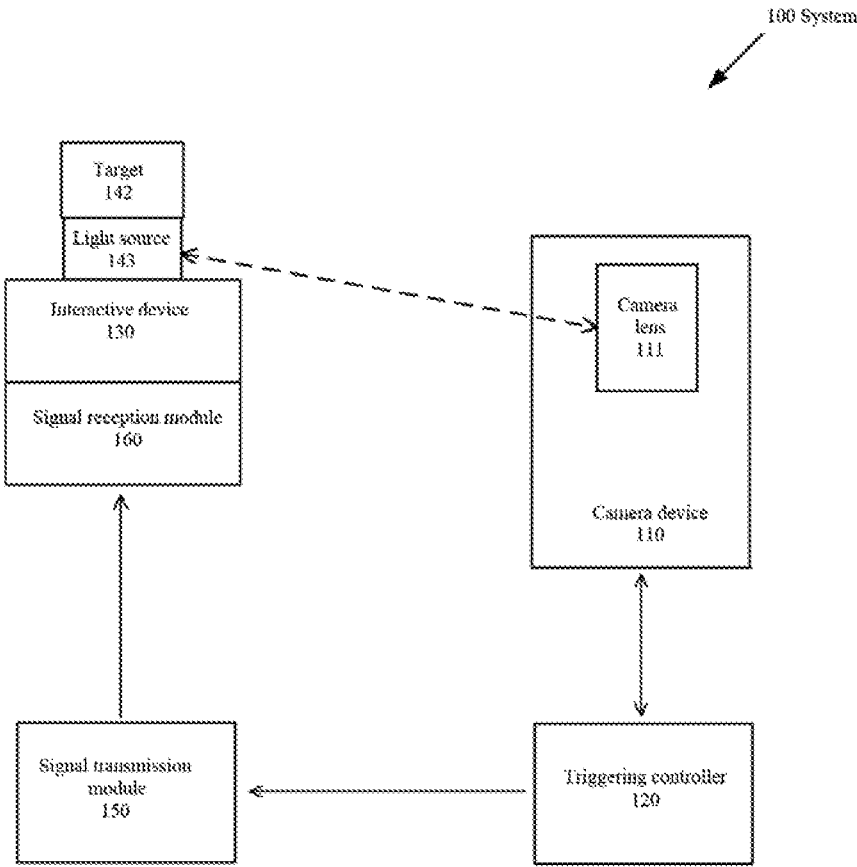 100 System
Target
142
Light source
143
Interactive device
130
Signal reception module
160
Camera
lens
111
Camera device
110
Signal transmission
module
150
Triggering controller
120